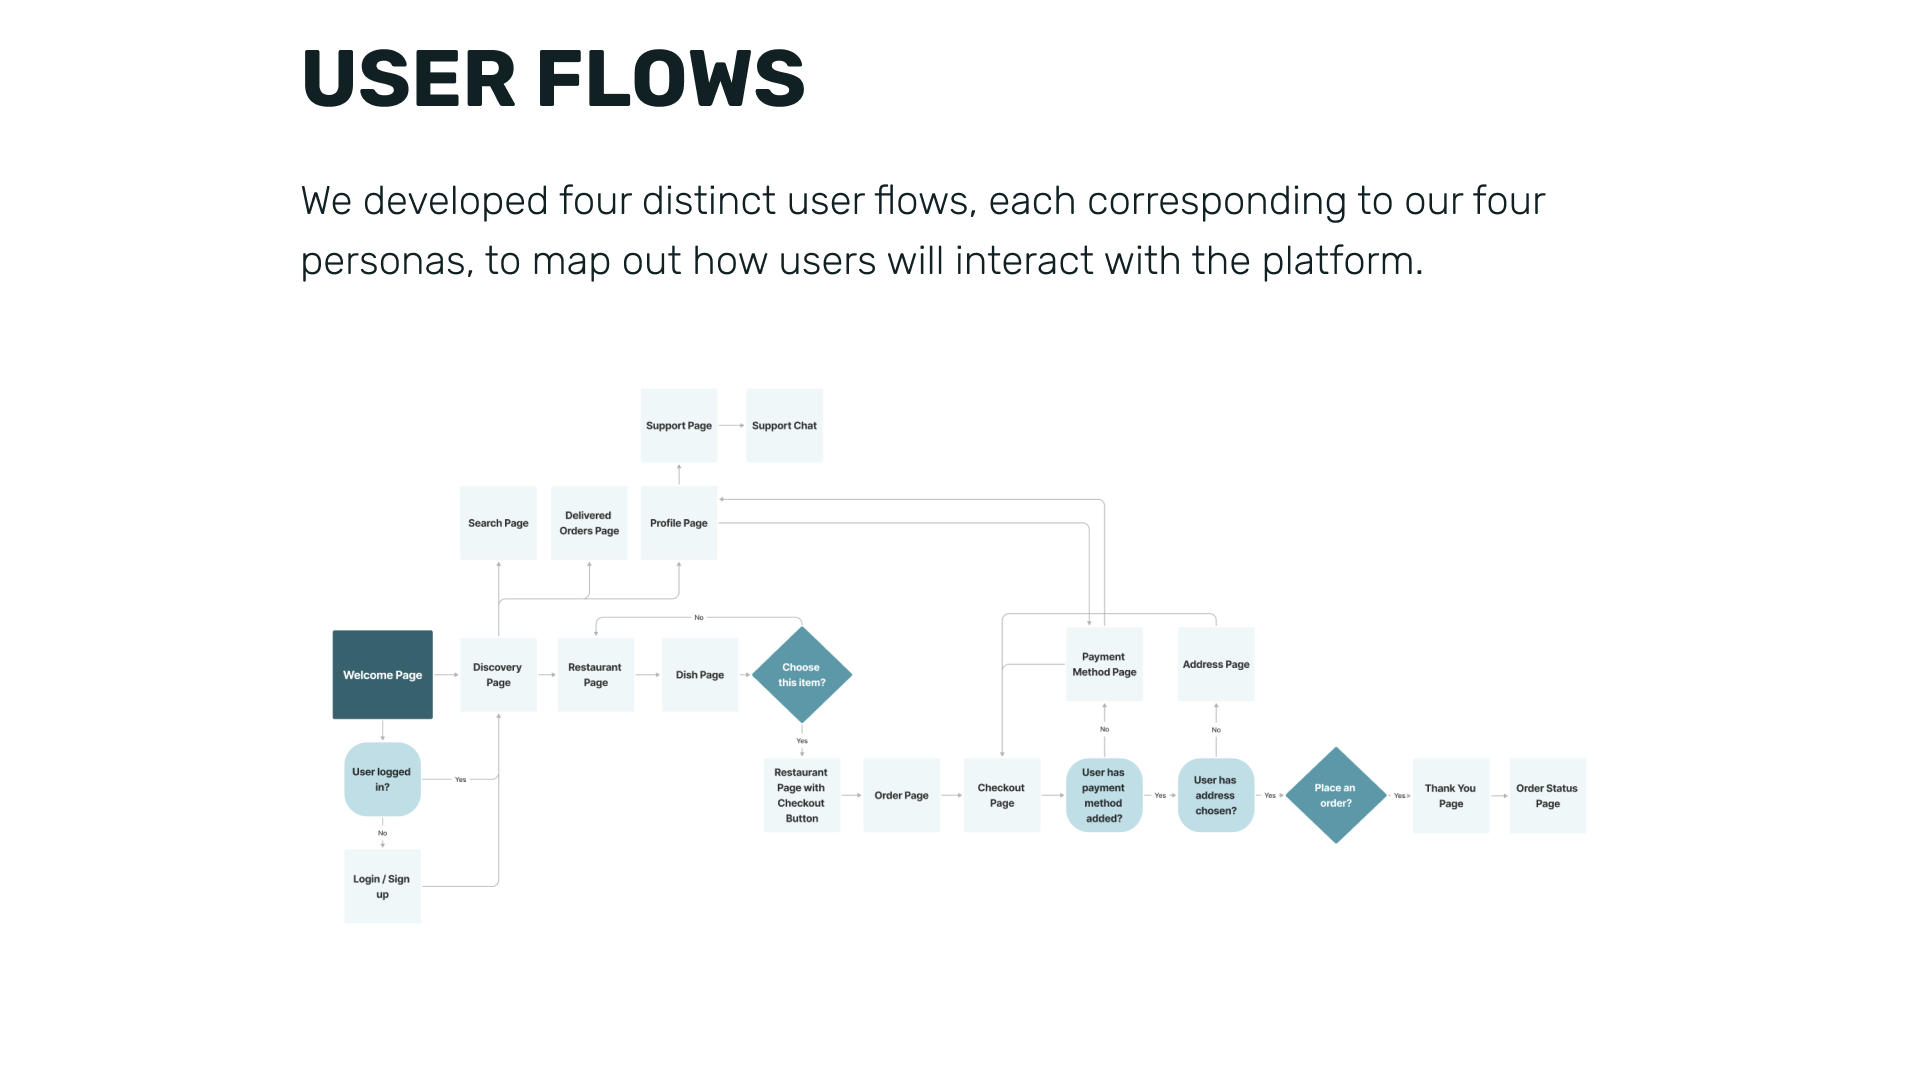 USER FLOWS
We developed four distinct user flows, each corresponding to our four
personas, to map out how users will interact with the platform.
Support Page
Support Chat
Search Page
Delivered
Orders Page
Profile Page
No
Welcome Page
Discovery
Page
Restaurant
Page
Dish Page
Choose
this item?
Payment
Method Page
Address Page
Yes
No
No
User logged
in?
Yes
Restaurant
Page with
Checkout
Button
Order Page
Checkout
Page
User has
payment
method
added?
Yes
User has
address
chosen?
Yes
Place an
order?
Yes
Thank You
Page
Order Status
Page
No
Login / Sign
up